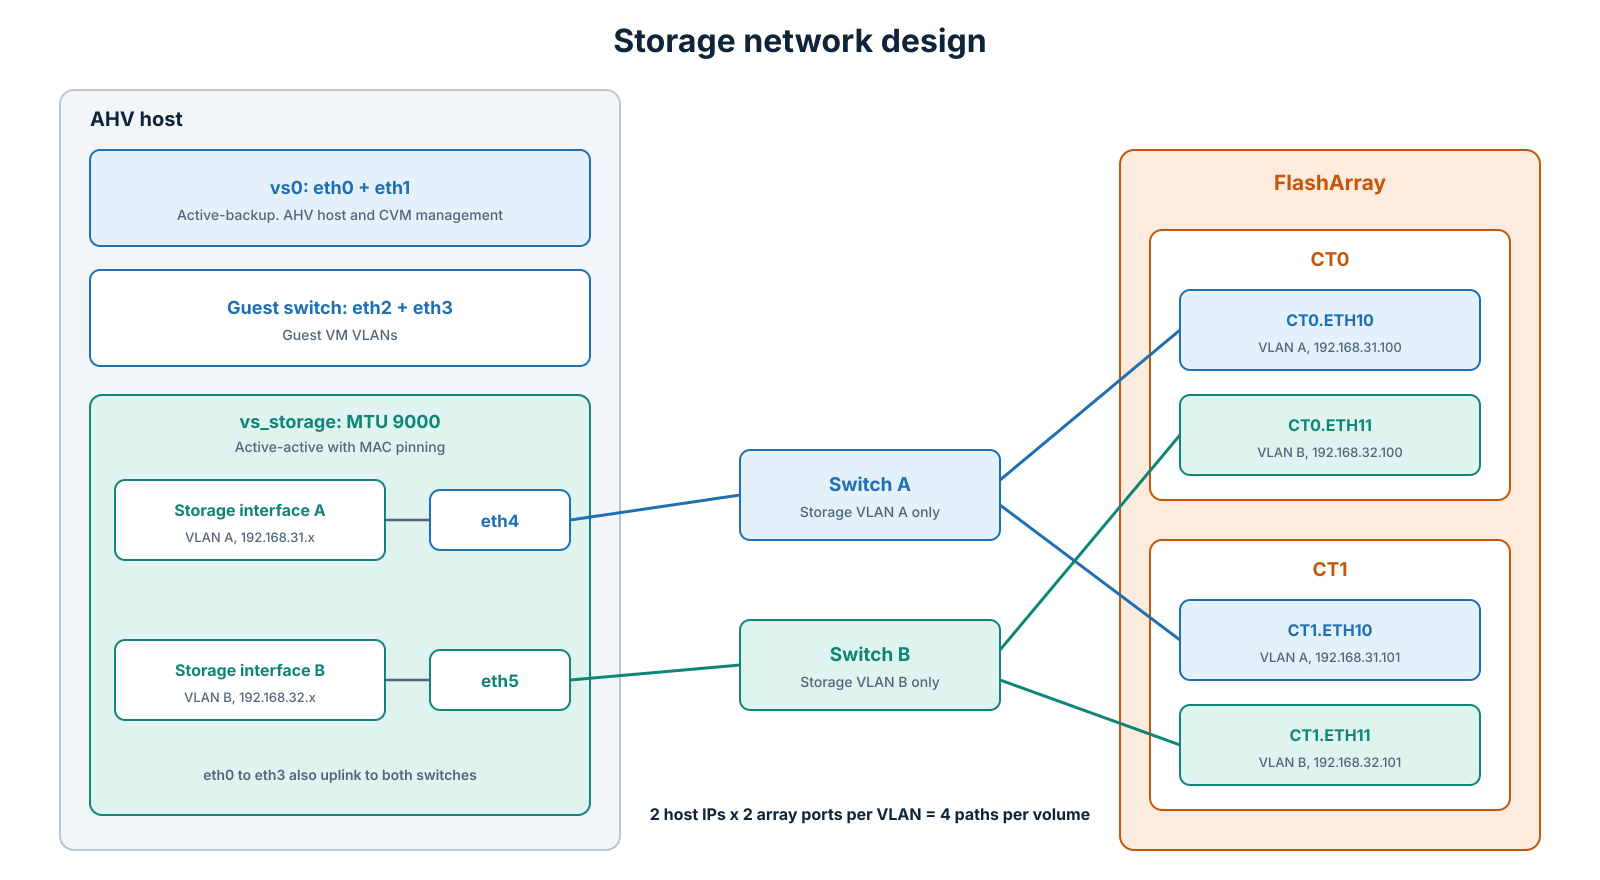 Storage network design
AHV host
vs0: eth0 + eth1
Active-backup. AHV host and CVM management
Guest switch: eth2 + eth3
Guest VM VLANs
vs_storage: MTU 9000
Active-active with MAC pinning
Storage interface A
VLAN A, 192.168.31.x
eth4
Storage interface B
VLAN B, 192.168.32.x
eth5
eth0 to eth3 also uplink to both switches
Switch A
Storage VLAN A only
Switch B
Storage VLAN B only
2 host IPs x 2 array ports per VLAN = 4 paths per volume
FlashArray
CT0
CT0.ETH10
VLAN A, 192.168.31.100
CT0.ETH11
VLAN B, 192.168.32.100
CT1
CT1.ETH10
VLAN A, 192.168.31.101
CT1.ETH11
VLAN B, 192.168.32.101